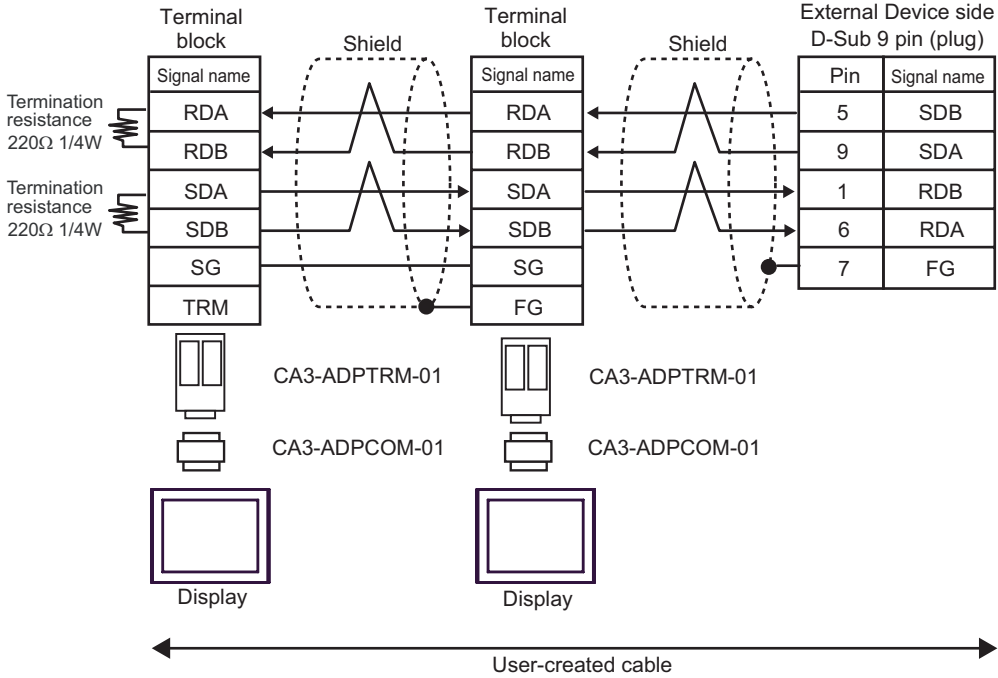 External Device side
Terminal
block
Shield
Terminal
block
Shield
D-Sub 9 pin (plug)
Signal name
Signal name
Pin
Signal name
Termination
resistance
220Ω 1/4W
RDA
RDA
5
SDB
RDB
RDB
9
SDA
Termination
resistance
220Ω 1/4W
SDA
SDA
1
RDB
SDB
SDB
6
RDA
SG
SG
7
FG
TRM
FG
CA3-ADPTRM-01
CA3-ADPTRM-01
CA3-ADPCOM-01
CA3-ADPCOM-01
Display
Display
User-created cable